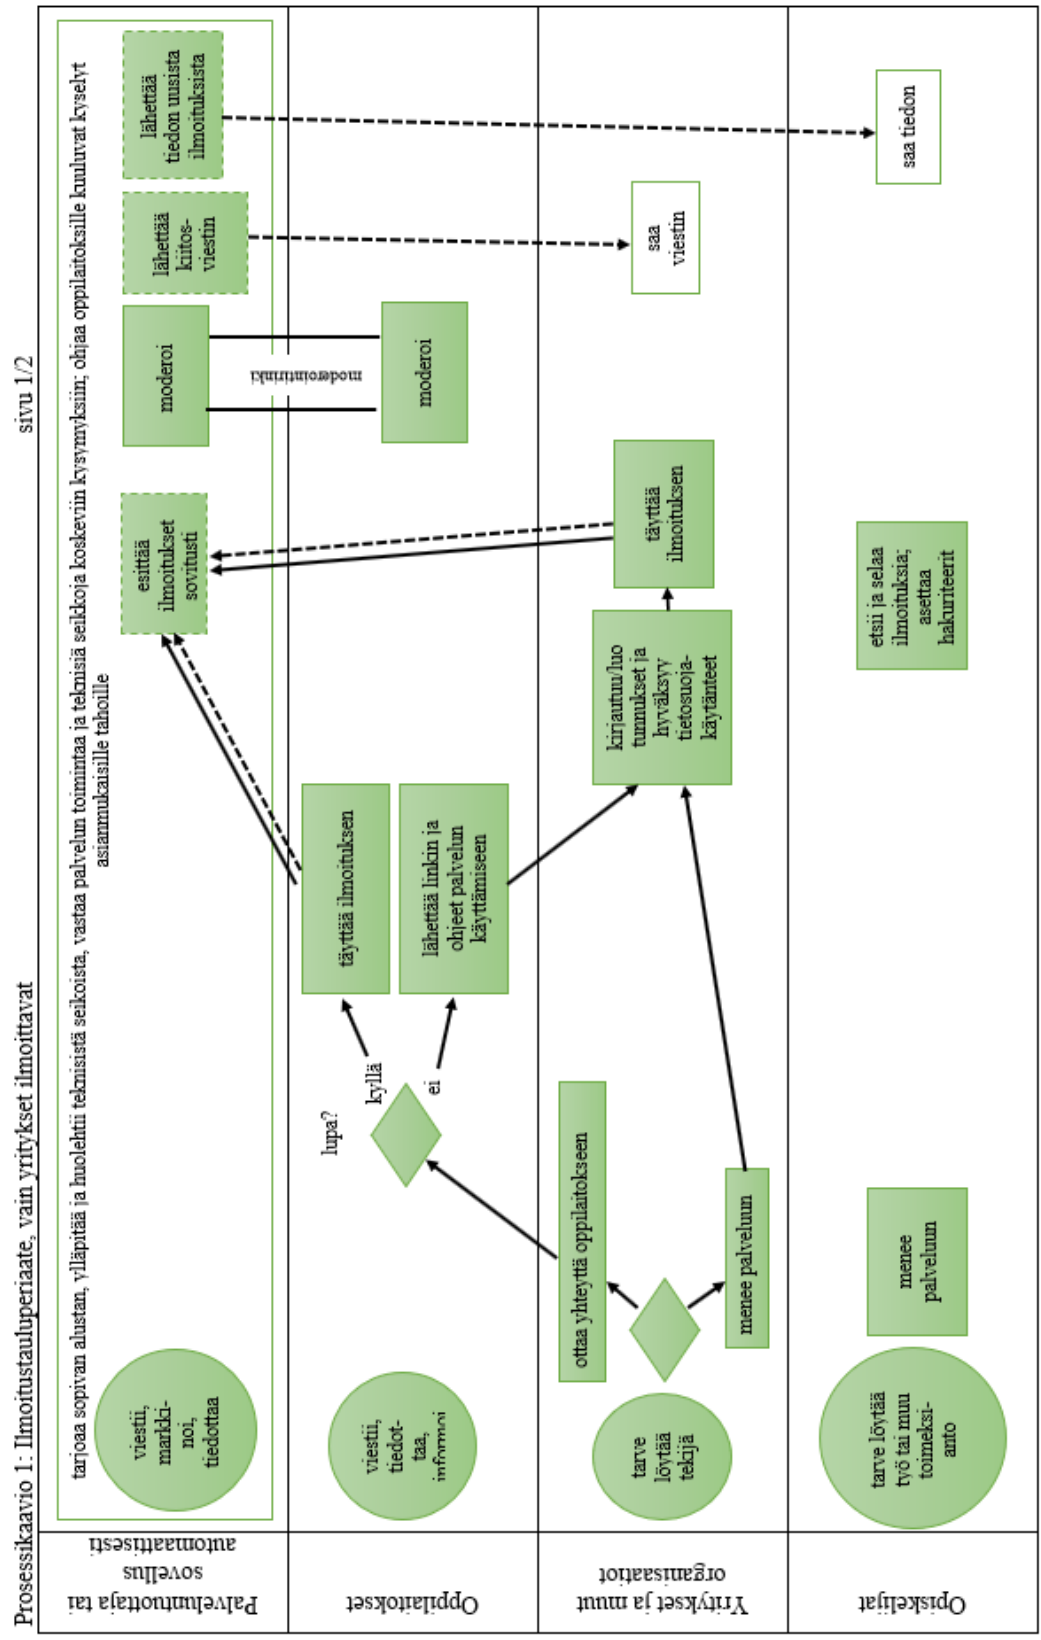 Prosessikaavio 1: Ilmoitustauluperiaate, vain yritykset ilmoittavat
sivu 1/2
Palveluntuottaja tai
sovellus
automaattisesti
tarjoaa sopivan alustan, ylläpitää ja huolehtii teknisistä seikoista, vastaa palvelun toimintaa ja teknisiä seikkoja koskeviin kysymyksiin; ohjaa oppilaitoksille kuuluvat kyselyt
asianmukaisille tahoille
viestii,
markki-
noi,
tiedottaa
esittää
ilmoitukset
sovitusti
moderoi
lähettää
kiitos-
viestin
lähettää
tiedon uusista
ilmoituksista
Oppilaitokset
viestii,
tiedot-
taa,
informoi
lupa?
kyllä
ei
täyttää ilmoituksen
lähettää linkin ja
ohjeet palvelun
käyttämiseen
moderointirinki
moderoi
Yritykset ja muut
organisaatiot
tarve
löytää
tekijä
ottaa yhteyttä oppilaitokseen
menee palveluun
kirjautuu/luo
tunnukset ja
hyväksyy
tietosuoja-
käytänteet
täyttää
ilmoituksen
saa
viestin
Opiskelijat
tarve löytää
työ tai muu
toimeksi-
anto
menee
palveluun
etsii ja selaa
ilmoituksia;
asettaa
hakuriteerit
saa tiedon